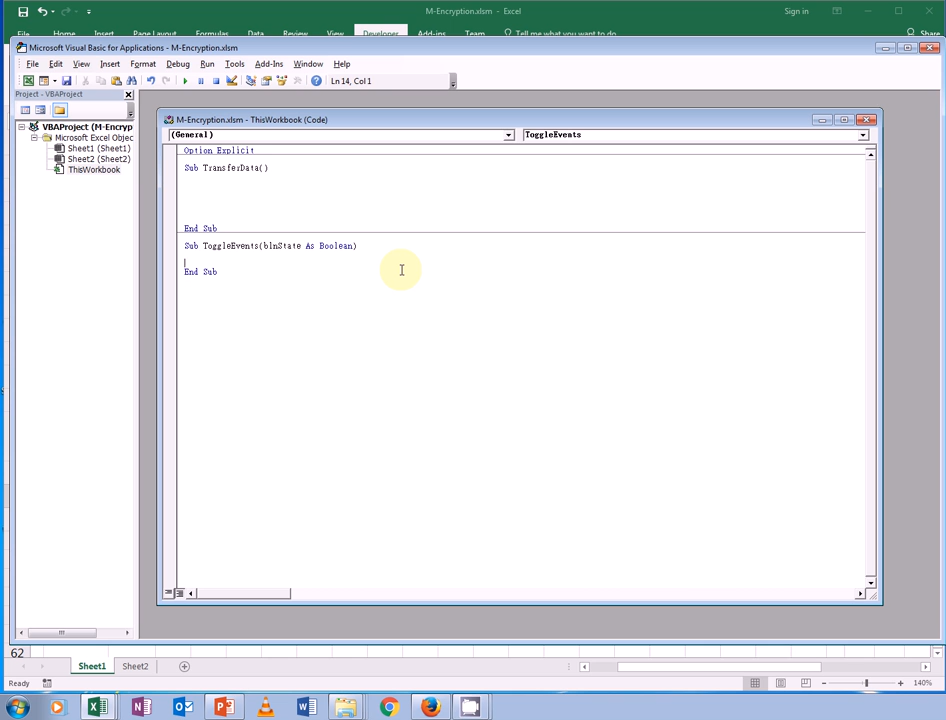 M-Encryption.xlsm - Excel
Sign in
File Home Insert Page Layout Formulas Data Review View Developer Add-ins Team Tell me what you want to do Share
Microsoft Visual Basic for Applications - M-Encryption.xlsm
File Edit View Insert Format Debug Run Tools Add-Ins Window Help
Ln 14, Col 1
Project - VBAProject
VBAProject (M-Encryp
Microsoft Excel Objec
Sheet1 (Sheet1)
Sheet2 (Sheet2)
ThisWorkbook
M-Encryption.xlsm - ThisWorkbook (Code)
(General) ToggleEvents
Option Explicit
Sub TransferData()
End Sub
Sub ToggleEvents(blnState As Boolean)
End Sub
62
Sheet1 Sheet2
Ready
140%